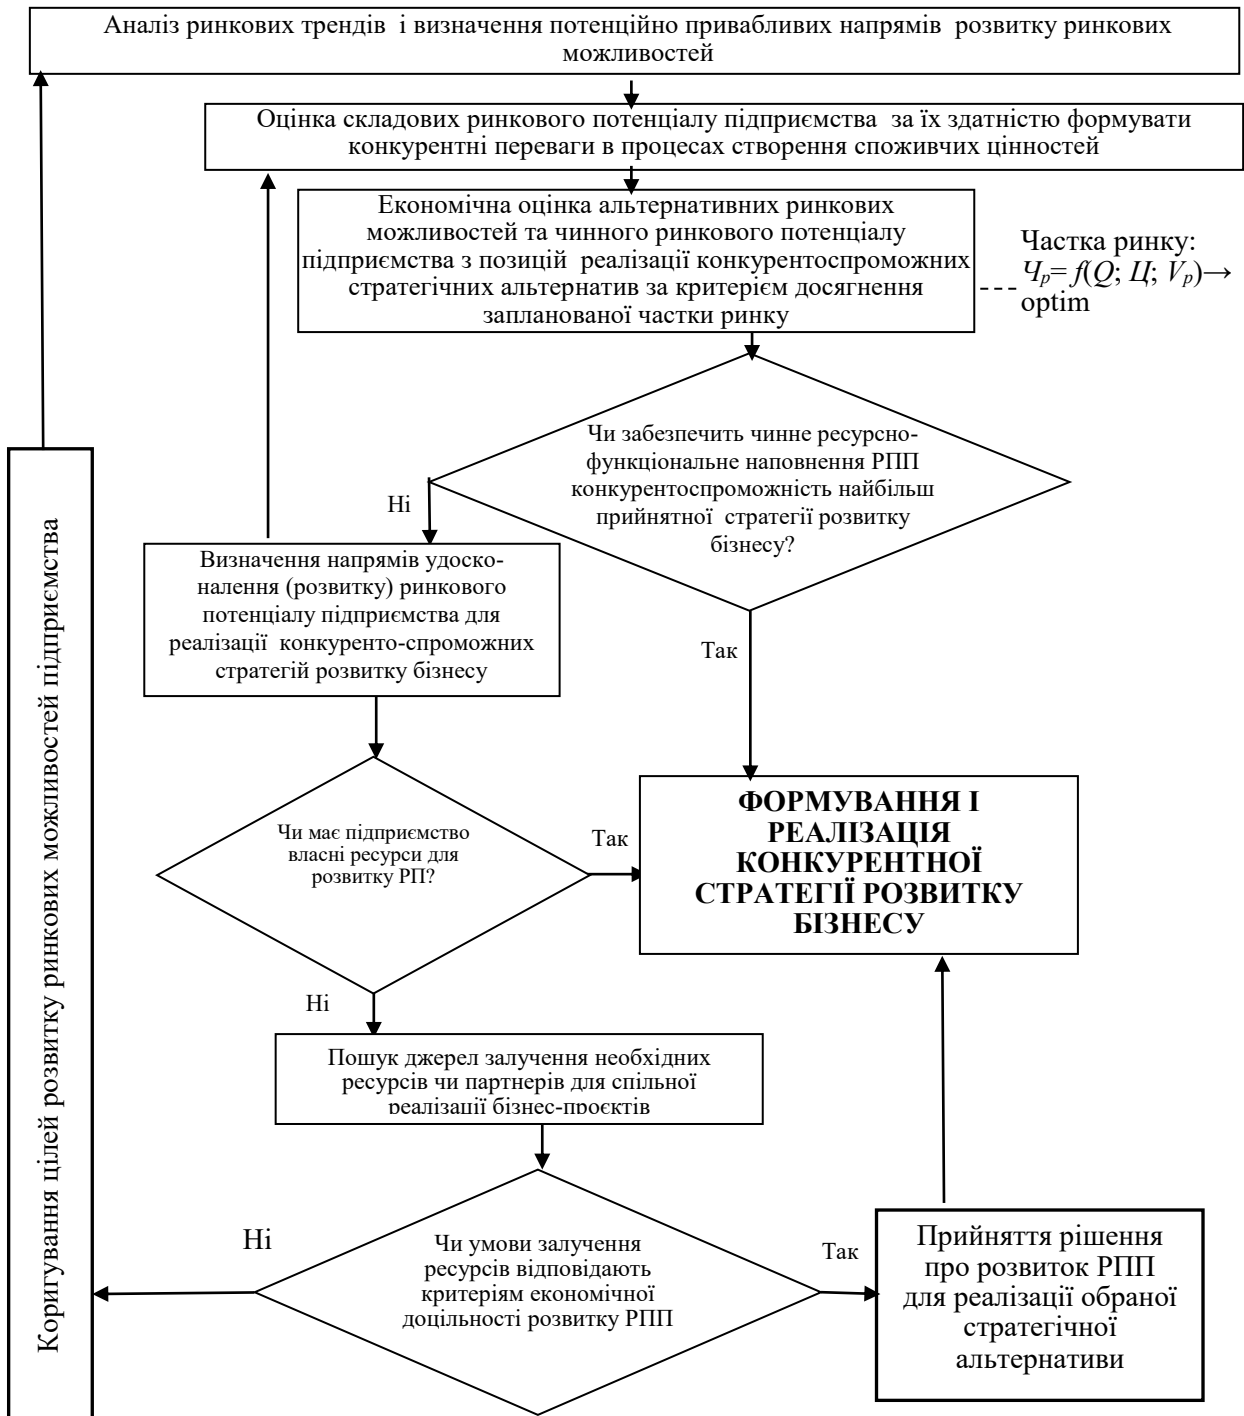 Аналіз ринкових трендів і визначення потенційно привабливих напрямів розвитку ринкових
можливостей
Оцінка складових ринкового потенціалу підприємства за їх здатністю формувати
конкурентні переваги в процесах створення споживчих цінностей
Економічна оцінка альтернативних ринкових
можливостей та чинного ринкового потенціалу
підприємства з позицій реалізації конкурентоспроможних
стратегічних альтернатив за критерієм досягнення
запланованої частки ринку
Частка ринку:
Чр= f(Q; Ц; Vp)→
optim
Чи забезпечить чинне ресурсно-
функціональне наповнення РПП
конкурентоспроможність найбільш
прийнятної стратегії розвитку
бізнесу?
Ні
Так
Визначення напрямів удоско-
налення (розвитку) ринкового
потенціалу підприємства для
реалізації конкуренто-спроможних
стратегій розвитку бізнесу
Чи має підприємство
власні ресурси для
розвитку РП?
Так
Ні
ФОРМУВАННЯ І
РЕАЛІЗАЦІЯ
КОНКУРЕНТНОЇ
СТРАТЕГІЇ РОЗВИТКУ
БІЗНЕСУ
Пошук джерел залучення необхідних
ресурсів чи партнерів для спільної
реалізації бізнес-проєктів
Чи умови залучення
ресурсів відповідають
критеріям економічної
доцільності розвитку РПП
Ні
Так
Прийняття рішення
про розвиток РПП
для реалізації обраної
стратегічної
альтернативи
Коригування цілей розвитку ринкових можливостей підприємства